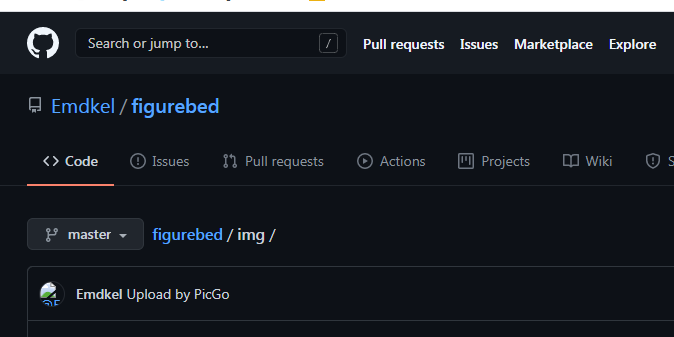 Search or jump to... /
Pull requests Issues Marketplace Explore
Emdkel / figurebed
Code Issues Pull requests Actions Projects Wiki S
master figurebed / img /
Emdkel Upload by PicGo